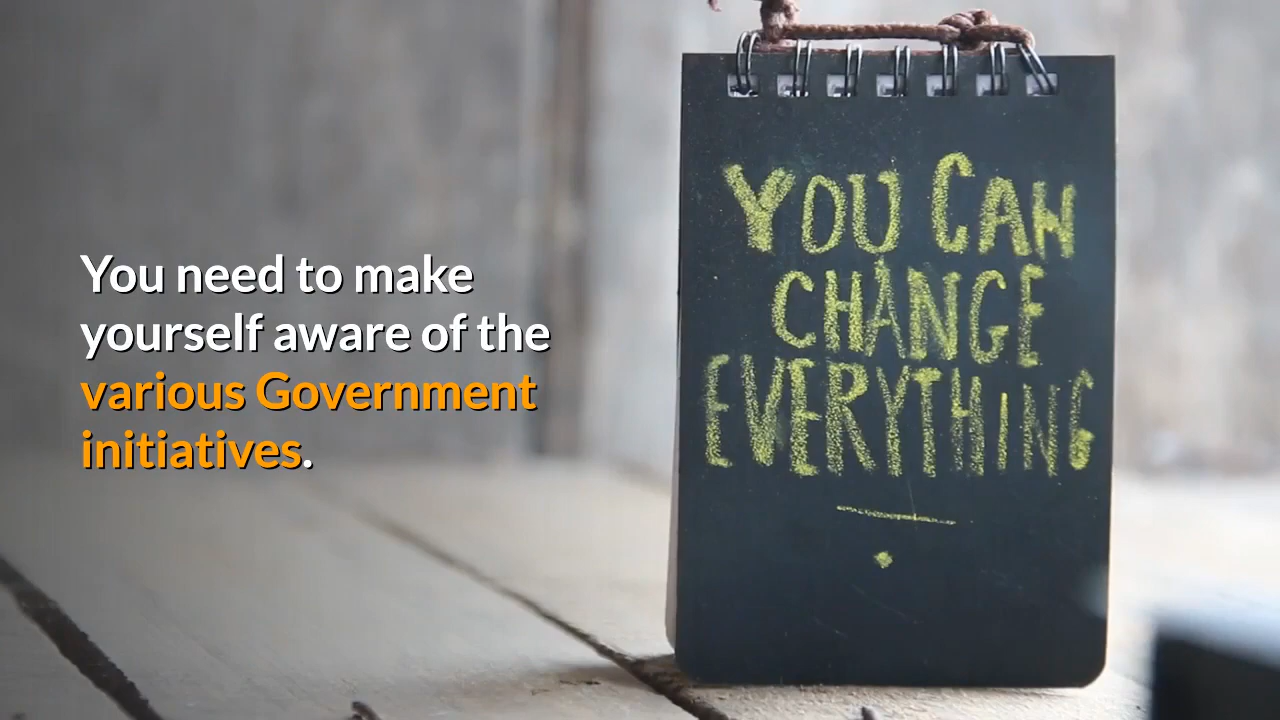 You need to make
yourself aware of the
various Government
initiatives.
YOU CAN
CHANGE
EVERYTHING